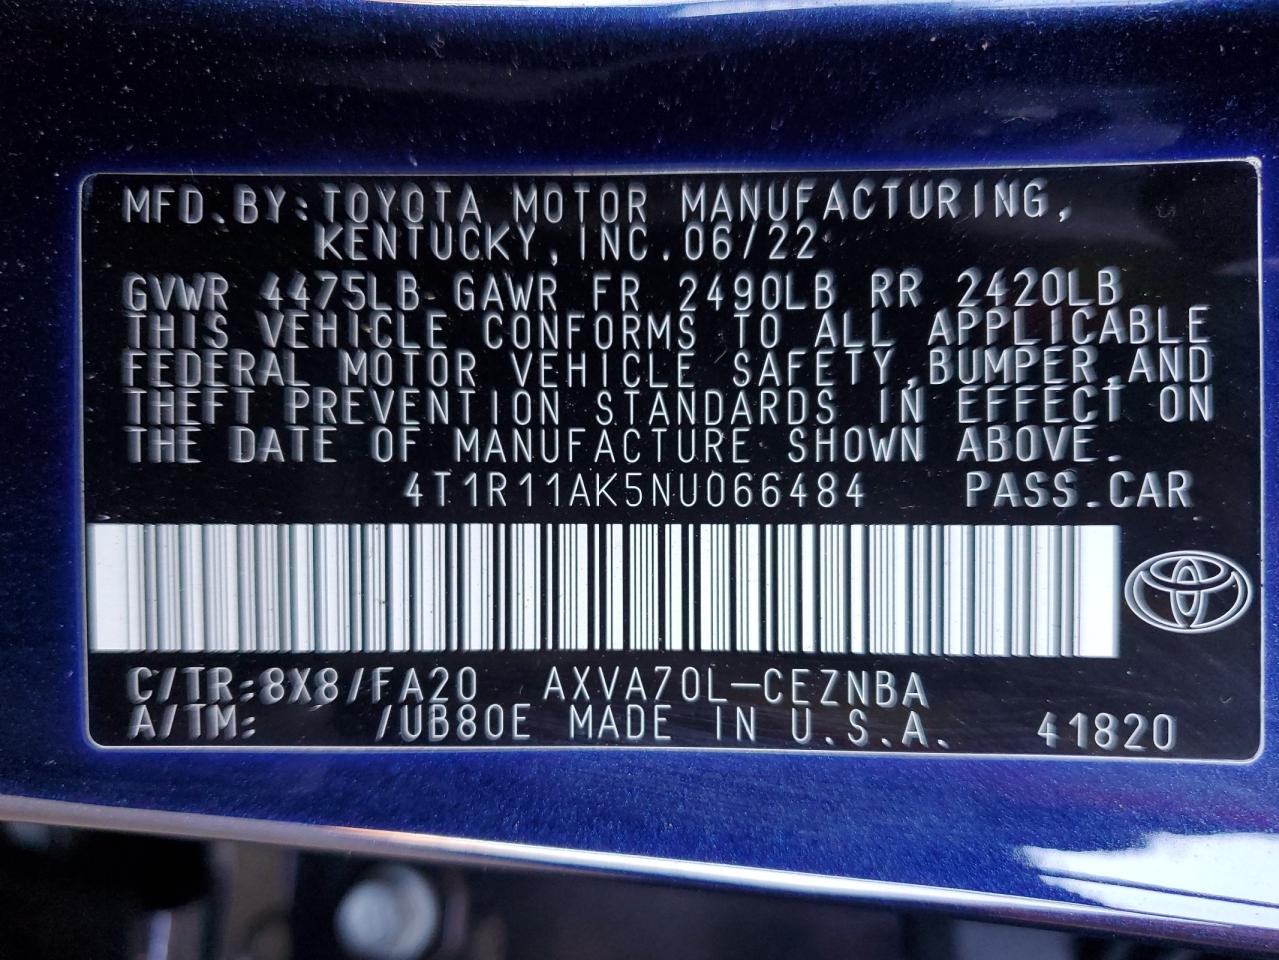 MFD.BY:TOYOTA MOTOR MANUFACTURING,
KENTUCKY,INC.06/22
GVWR 4475LB GAWR FR 2490LB RR 2420LB
THIS VEHICLE CONFORMS TO ALL APPLICABLE
FEDERAL MOTOR VEHICLE SAFETY,BUMPER,AND
THEFT PREVENTION STANDARDS IN EFFECT ON
THE DATE OF MANUFACTURE SHOWN ABOVE.
4T1R11AK5NU066484 PASS.CAR
C/TR:8X8/FA20 AXVA70L-CEZNBA
A/TM: /UB80E MADE IN U.S.A. 41820